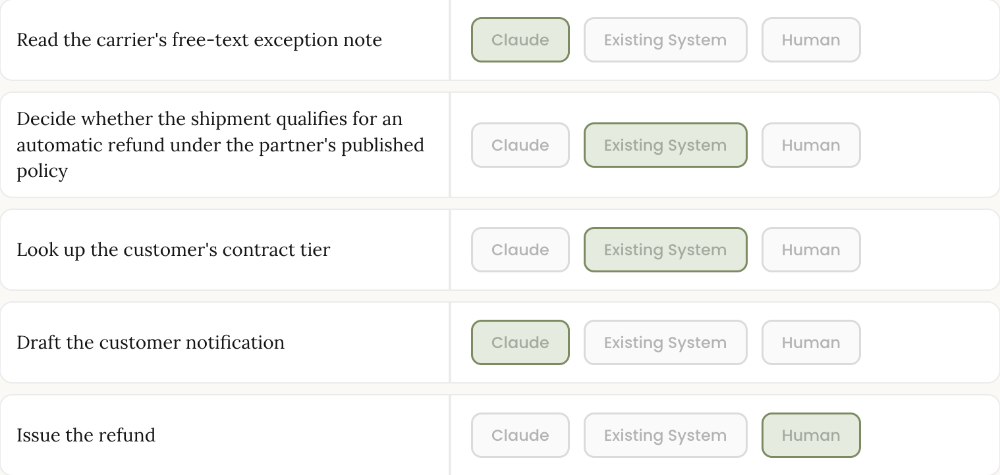 Read the carrier's free-text exception note
Claude
Existing System
Human
Decide whether the shipment qualifies for an
automatic refund under the partner's published
policy
Claude
Existing System
Human
Look up the customer's contract tier
Claude
Existing System
Human
Draft the customer notification
Claude
Existing System
Human
Issue the refund
Claude
Existing System
Human